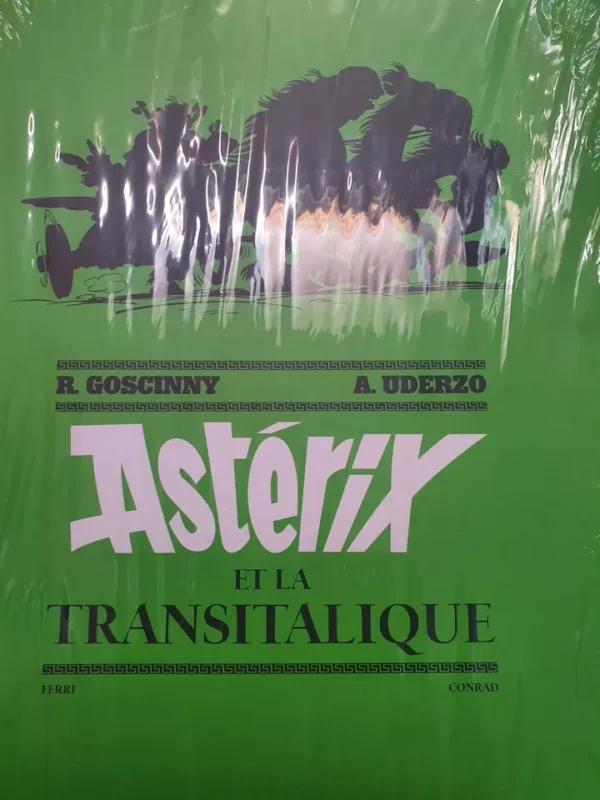 R. GOSCINNY A. UDERZO
Astérix
ET LA
TRANSITALIQUE
FERRI CONRAD